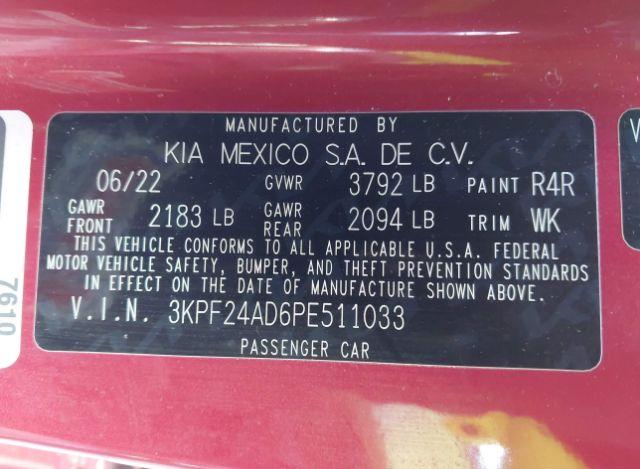 MANUFACTURED BY
KIA MEXICO S.A. DE C.V.
06/22 GVWR 3792 LB PAINT R4R
GAWR FRONT 2183 LB GAWR REAR 2094 LB TRIM WK
THIS VEHICLE CONFORMS TO ALL APPLICABLE U.S.A. FEDERAL
MOTOR VEHICLE SAFETY, BUMPER, AND THEFT PREVENTION STANDARDS
IN EFFECT ON THE DATE OF MANUFACTURE SHOWN ABOVE.
V.I.N. 3KPF24AD6PE511033
PASSENGER CAR
7610